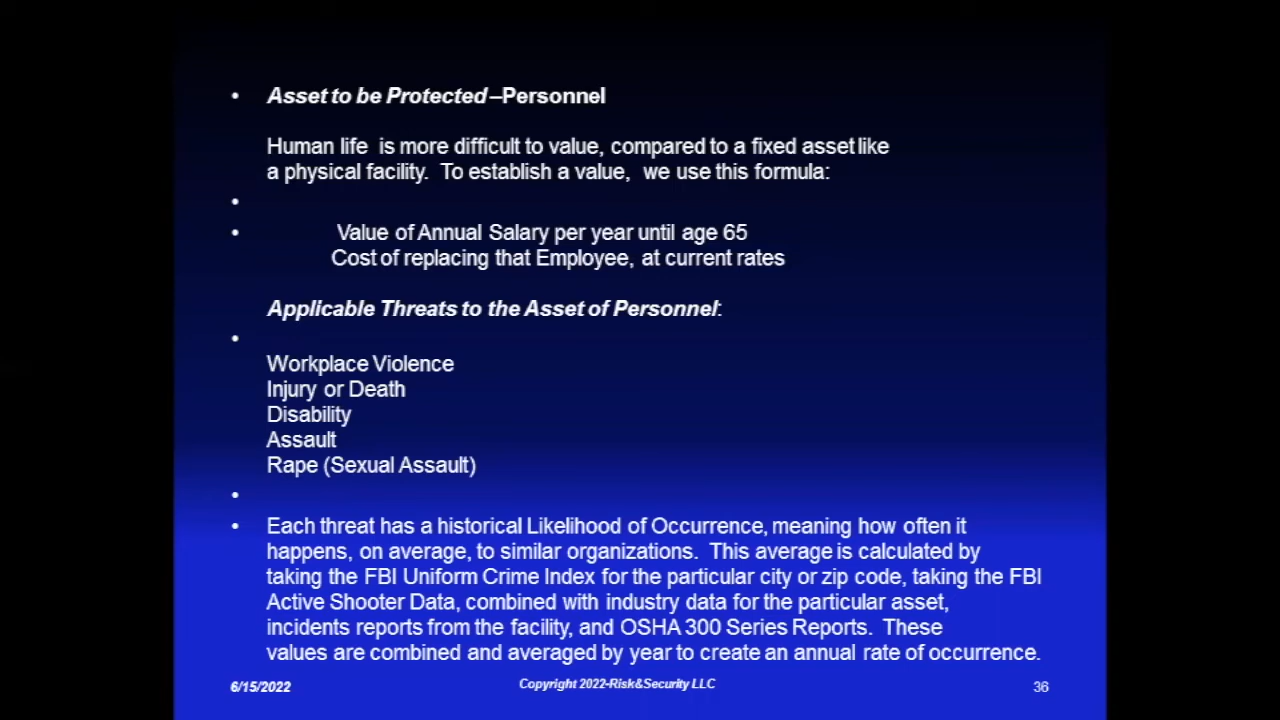 • Asset to be Protected –Personnel
Human life is more difficult to value, compared to a fixed asset like
a physical facility. To establish a value, we use this formula:
•
• Value of Annual Salary per year until age 65
Cost of replacing that Employee, at current rates
Applicable Threats to the Asset of Personnel:
•
Workplace Violence
Injury or Death
Disability
Assault
Rape (Sexual Assault)
•
• Each threat has a historical Likelihood of Occurrence, meaning how often it
happens, on average, to similar organizations. This average is calculated by
taking the FBI Uniform Crime Index for the particular city or zip code, taking the FBI
Active Shooter Data, combined with industry data for the particular asset,
incidents reports from the facility, and OSHA 300 Series Reports. These
values are combined and averaged by year to create an annual rate of occurrence.
6/15/2022 Copyright 2022-Risk&Security LLC 36